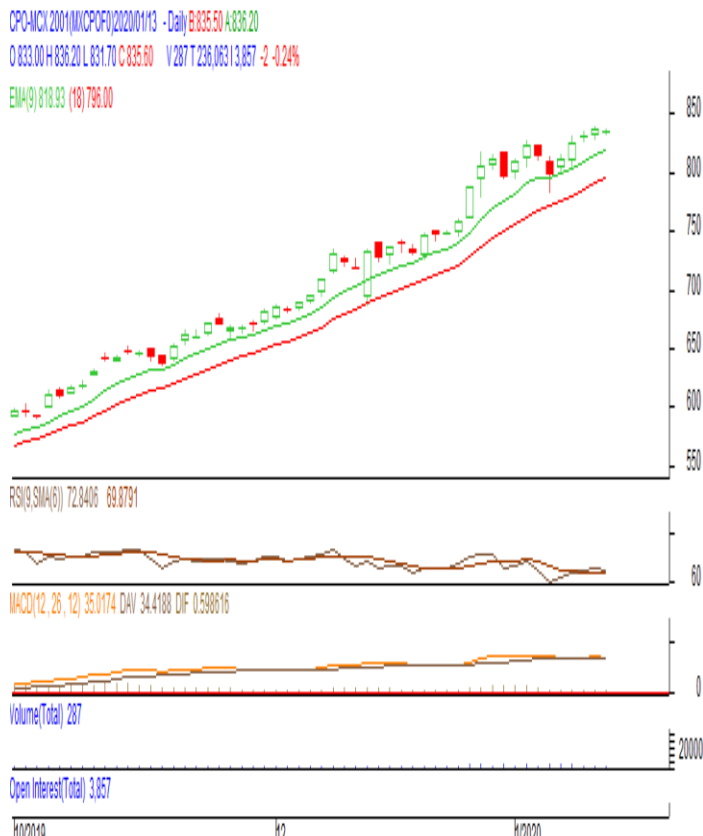 CPO-MCX 2001(MXCPOF0)2020/01/13 - Daily B:835.50 A:836.20
O 833.00 H 836.20 L 831.70 C 835.60 V 287 T 236,063 I 3,857 -2 -0.24%
EMA(9) 818.93 (18) 796.00
850
800
750
700
650
600
550
RSI(9,SMA(6)) 72.8406 69.8791
60
MACD(12 , 26 , 12) 35.0174 DAV 34.4188 DIF 0.598616
0
Volume(Total) 287
20000
Open Interest(Total) 3,857
10/2019 12 1/2020